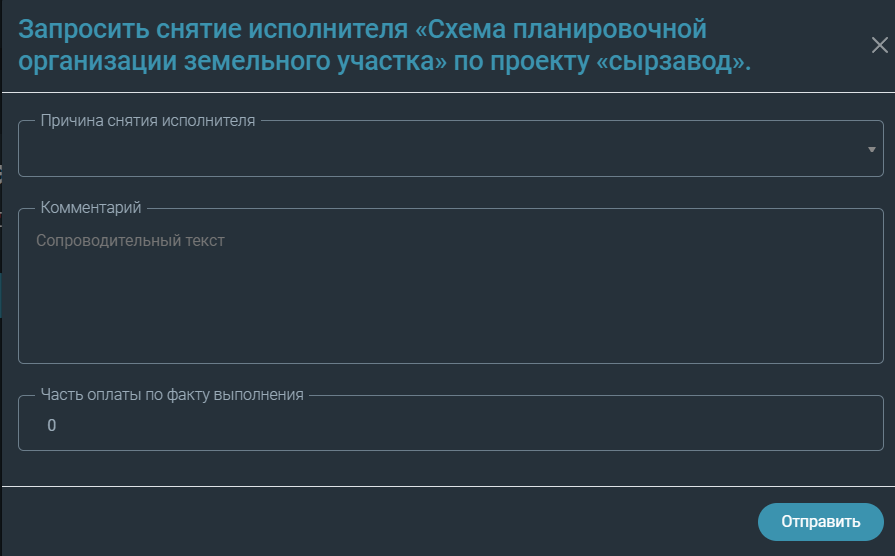 Запросить снятие исполнителя «Схема планировочной
организации земельного участка» по проекту «сырзавод».
Причина снятия исполнителя
Комментарий
Сопроводительный текст
Часть оплаты по факту выполнения
0
Отправить